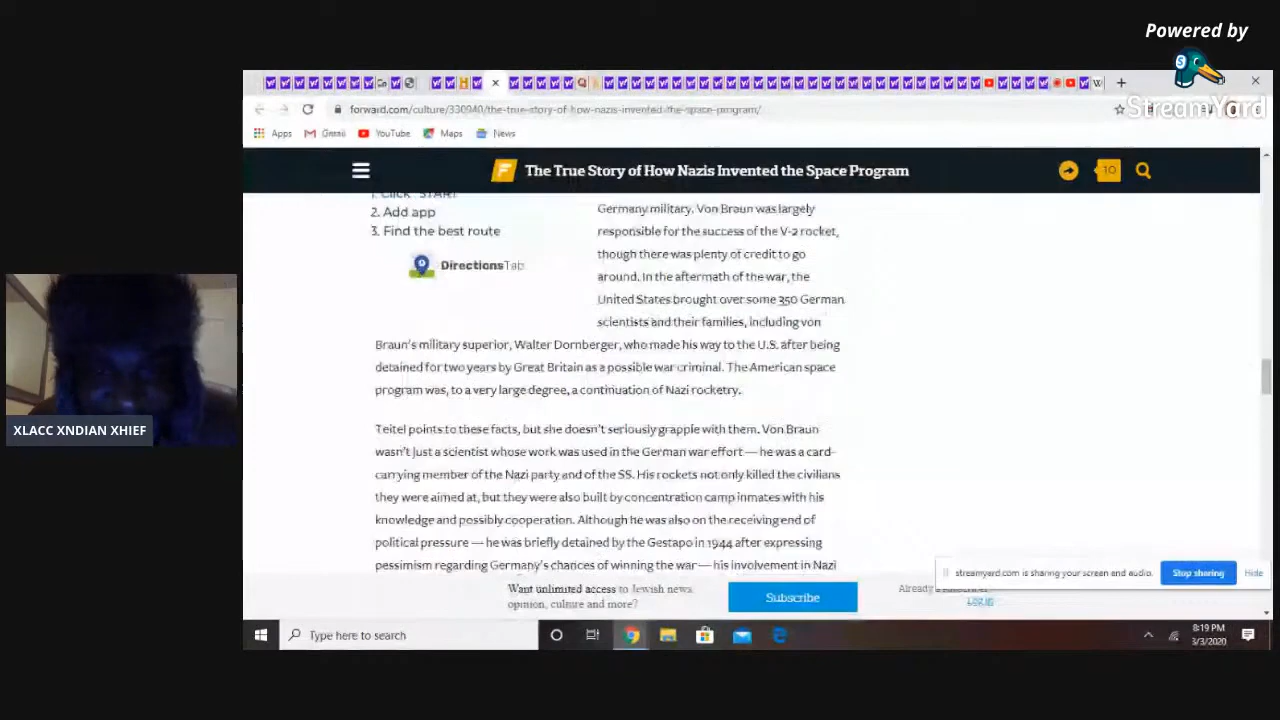 Powered by
StreamYard
forward.com/culture/330940/the-true-story-of-how-nazis-invented-the-space-program/
Apps Gmail YouTube Maps News
The True Story of How Nazis Invented the Space Program
10
1. Click START
2. Add app
3. Find the best route
DirectionsTab
Germany military. Von Braun was largely
responsible for the success of the V-2 rocket,
though there was plenty of credit to go
around. In the aftermath of the war, the
United States brought over some 350 German
scientists and their families, including von
Braun's military superior, Walter Dornberger, who made his way to the U.S. after being
detained for two years by Great Britain as a possible war criminal. The American space
program was, to a very large degree, a continuation of Nazi rocketry.
Teitel points to these facts, but she doesn't seriously grapple with them. Von Braun
wasn't just a scientist whose work was used in the German war effort — he was a card-
carrying member of the Nazi party and of the SS. His rockets not only killed the civilians
they were aimed at, but they were also built by concentration camp inmates with his
knowledge and possibly cooperation. Although he was also on the receiving end of
political pressure — he was briefly detained by the Gestapo in 1944 after expressing
pessimism regarding Germany's chances of winning the war— his involvement in Nazi
Want unlimited access to Jewish news,
opinion, culture and more?
Subscribe
Already a
Log in
streamyard.com is sharing your screen and audio.
Stop sharing
Hide
XLACC XNDIAN XHIEF
Type here to search
8:19 PM
3/3/2020